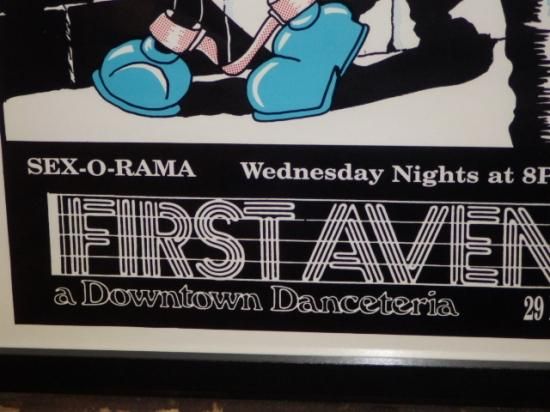 SEX-O-RAMA Wednesday Nights at 8P
FIRST AVEN
a Downtown Danceteria 29